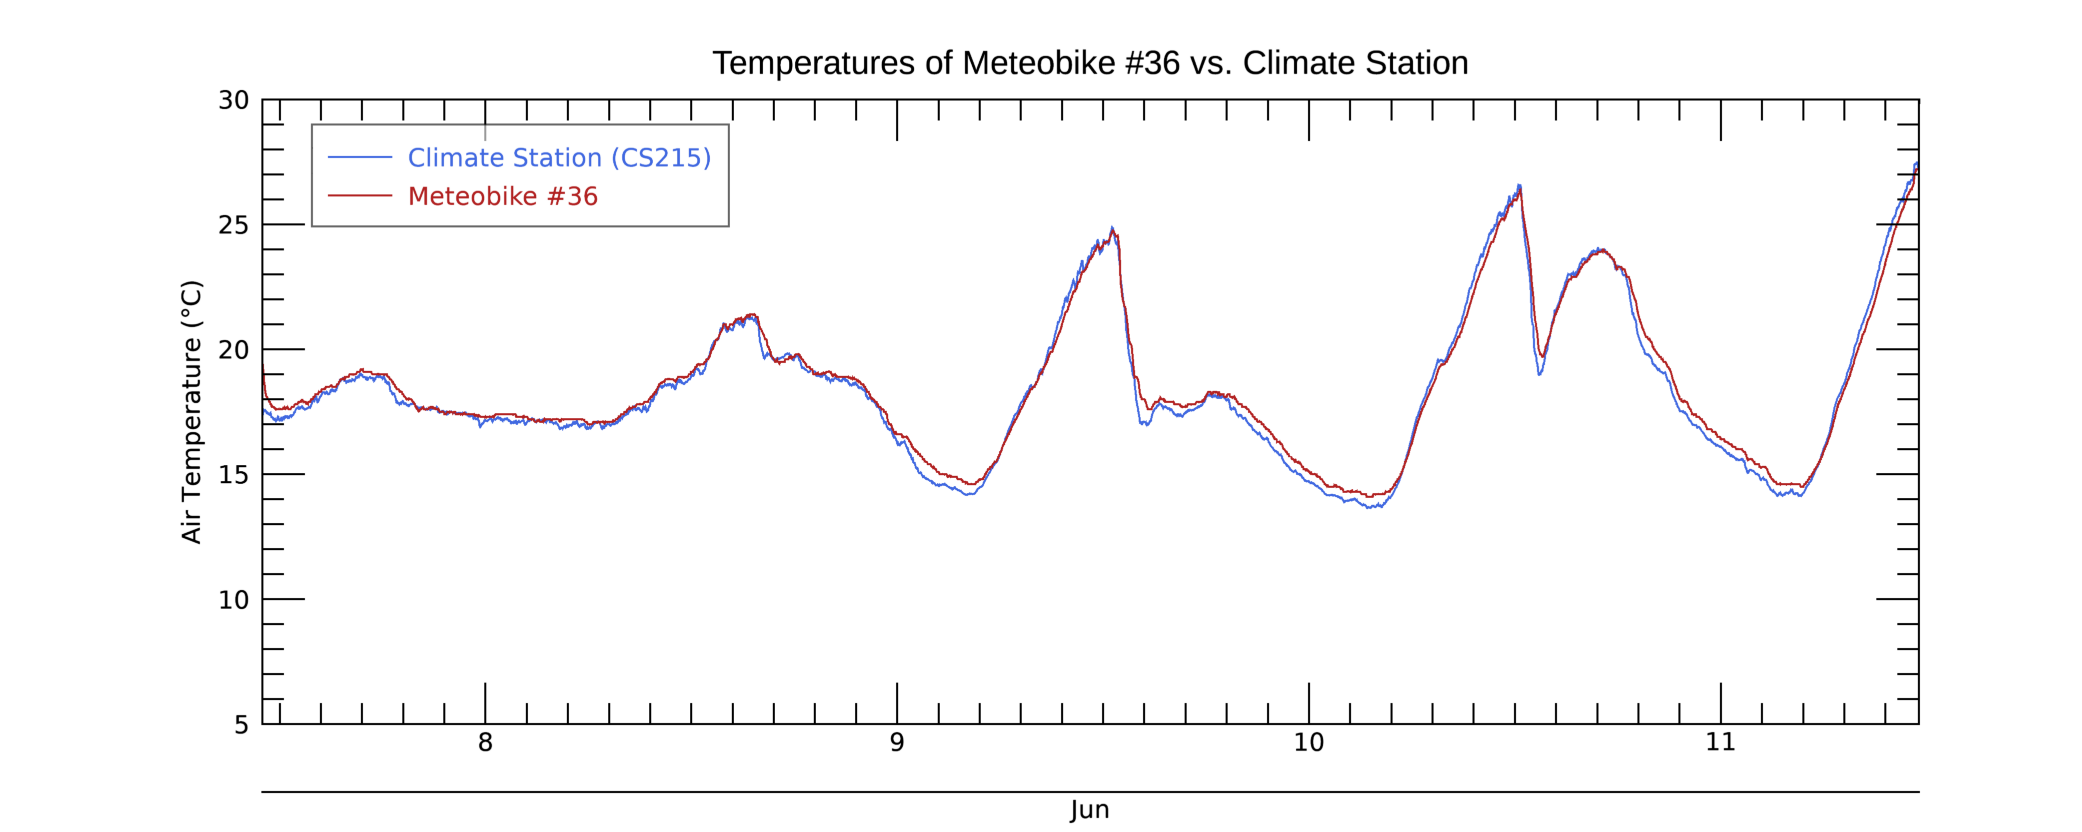 Temperatures of Meteobike #36 vs. Climate Station
30
25
20
15
10
5
Air Temperature (°C)
Climate Station (CS215)
Meteobike #36
8 9 10 11
Jun